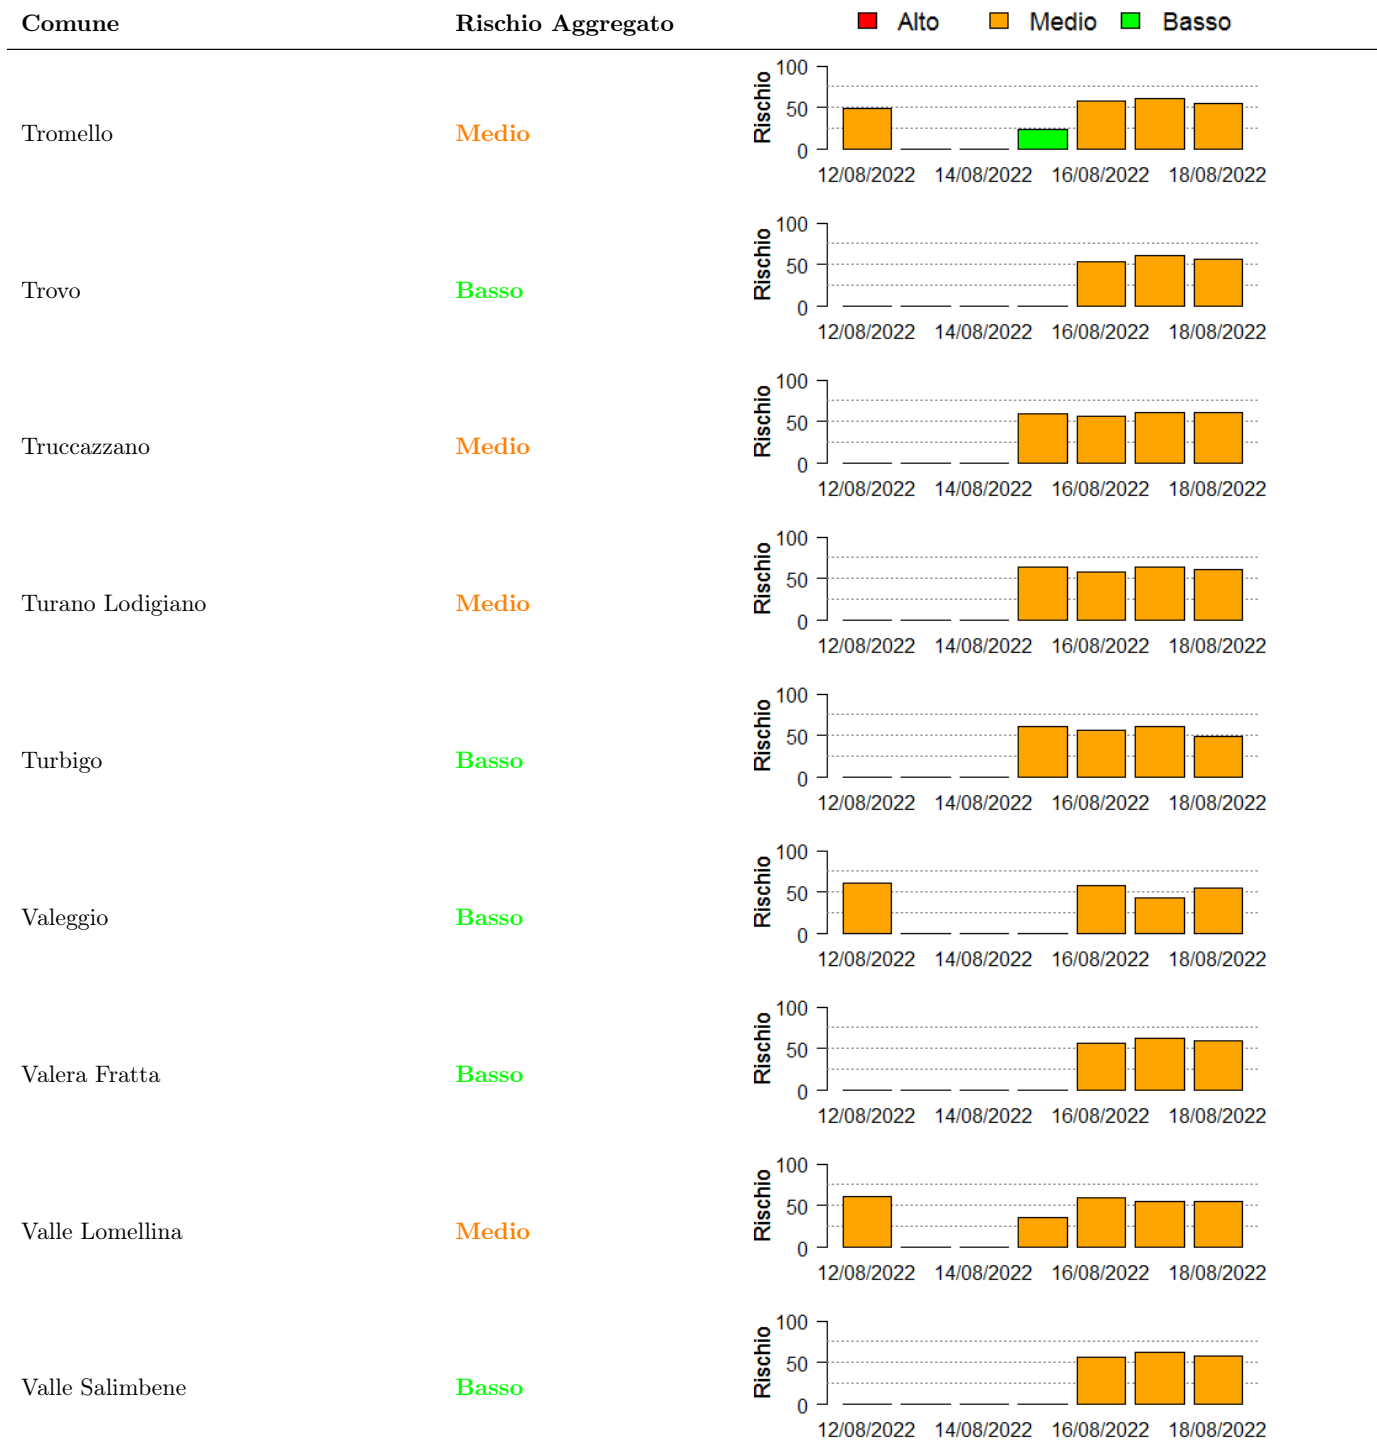 Comune Rischio Aggregato Alto Medio Basso
Tromello Medio
Rischio
100
50
0
12/08/2022 14/08/2022 16/08/2022 18/08/2022
Trovo Basso
Rischio
100
50
0
12/08/2022 14/08/2022 16/08/2022 18/08/2022
Truccazzano Medio
Rischio
100
50
0
12/08/2022 14/08/2022 16/08/2022 18/08/2022
Turano Lodigiano Medio
Rischio
100
50
0
12/08/2022 14/08/2022 16/08/2022 18/08/2022
Turbigo Basso
Rischio
100
50
0
12/08/2022 14/08/2022 16/08/2022 18/08/2022
Valeggio Basso
Rischio
100
50
0
12/08/2022 14/08/2022 16/08/2022 18/08/2022
Valera Fratta Basso
Rischio
100
50
0
12/08/2022 14/08/2022 16/08/2022 18/08/2022
Valle Lomellina Medio
Rischio
100
50
0
12/08/2022 14/08/2022 16/08/2022 18/08/2022
Valle Salimbene Basso
Rischio
100
50
0
12/08/2022 14/08/2022 16/08/2022 18/08/2022